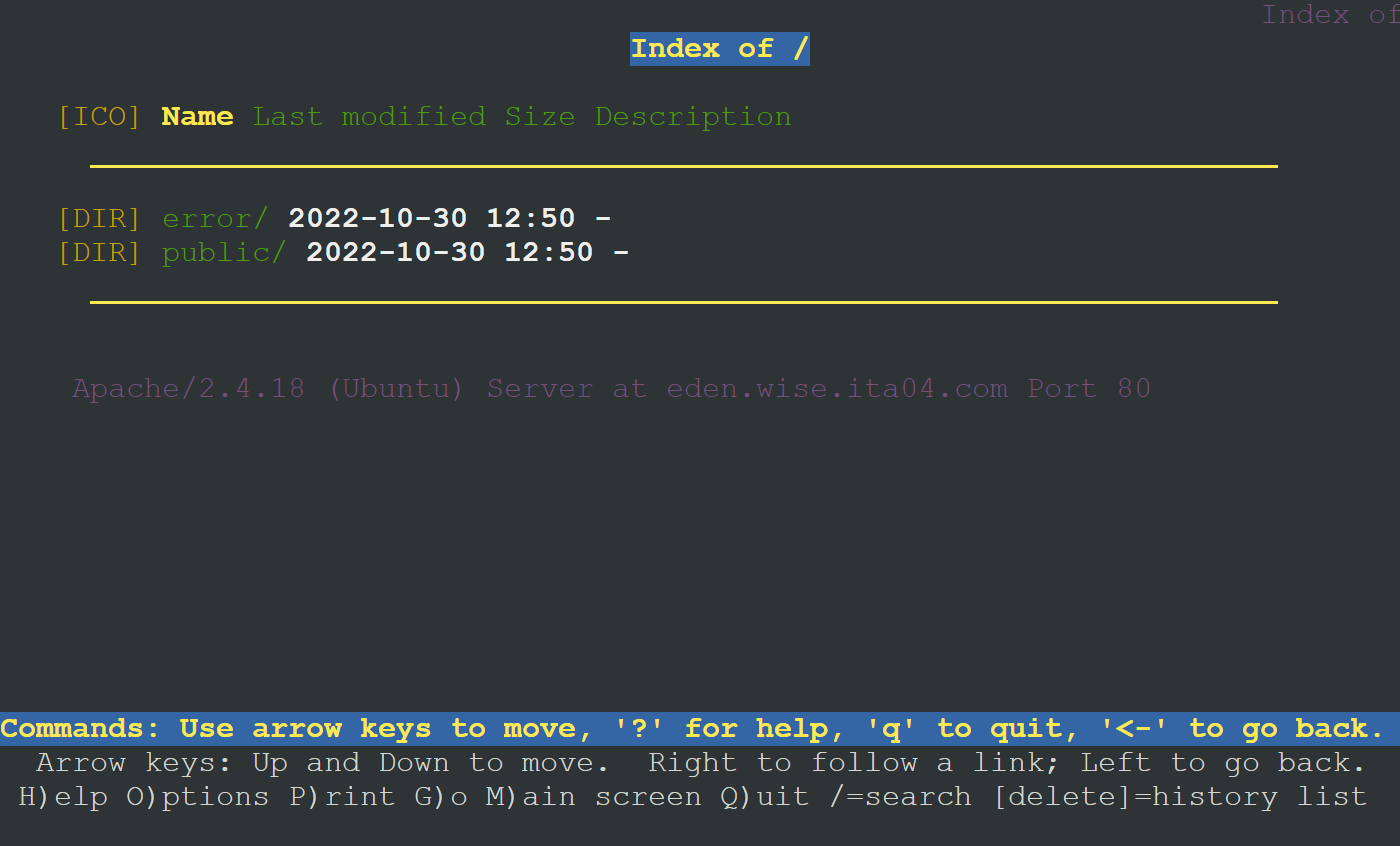 Index of
Index of /
[ICO] Name Last modified Size Description
[DIR] error/ 2022-10-30 12:50 -
[DIR] public/ 2022-10-30 12:50 -
Apache/2.4.18 (Ubuntu) Server at eden.wise.ita04.com Port 80
Commands: Use arrow keys to move, '?' for help, 'q' to quit, '<-' to go back.
Arrow keys: Up and Down to move.  Right to follow a link; Left to go back.
H)elp O)ptions P)rint G)o M)ain screen Q)uit /=search [delete]=history list